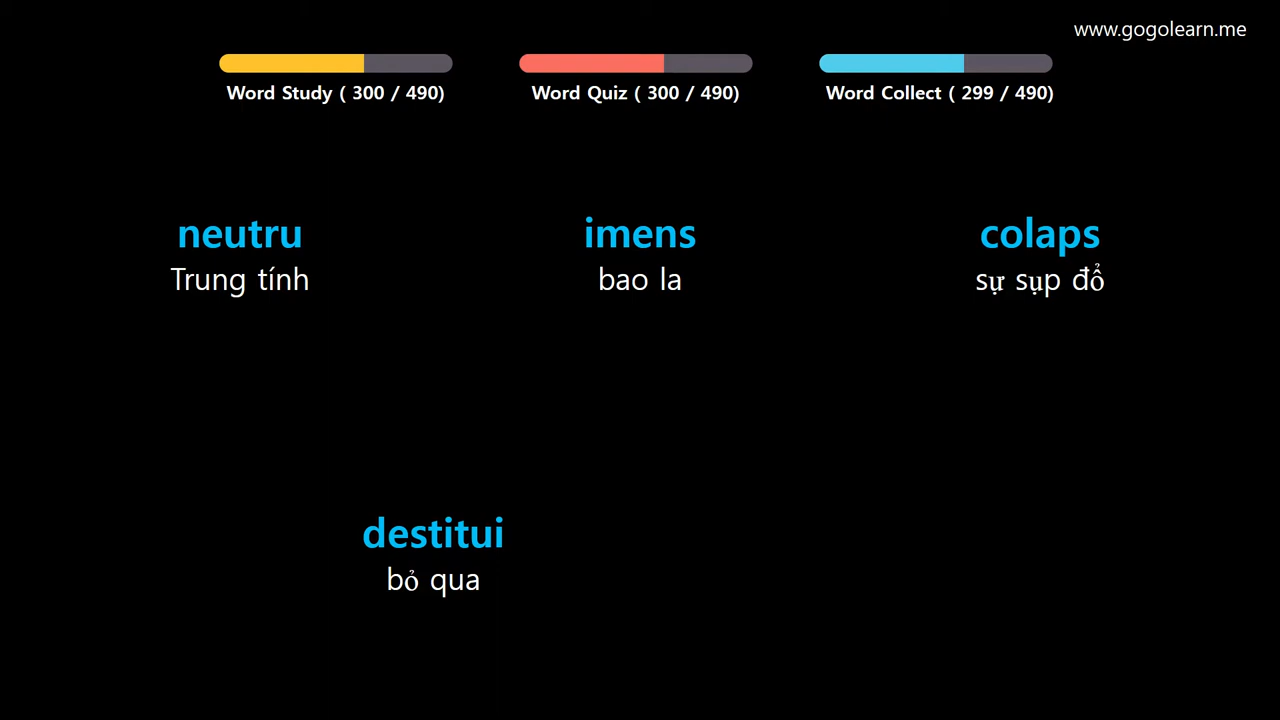 www.gogolearn.me
Word Study ( 300 / 490)
Word Quiz ( 300 / 490)
Word Collect ( 299 / 490)
neutru
Trung tính
imens
bao la
colaps
sự sụp đổ
destitui
bỏ qua